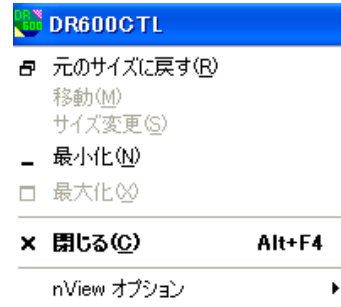 DR600CTL
元のサイズに戻す(R)
移動(M)
サイズ変更(S)
最小化(N)
最大化(X)
閉じる(C) Alt+F4
nView オプション